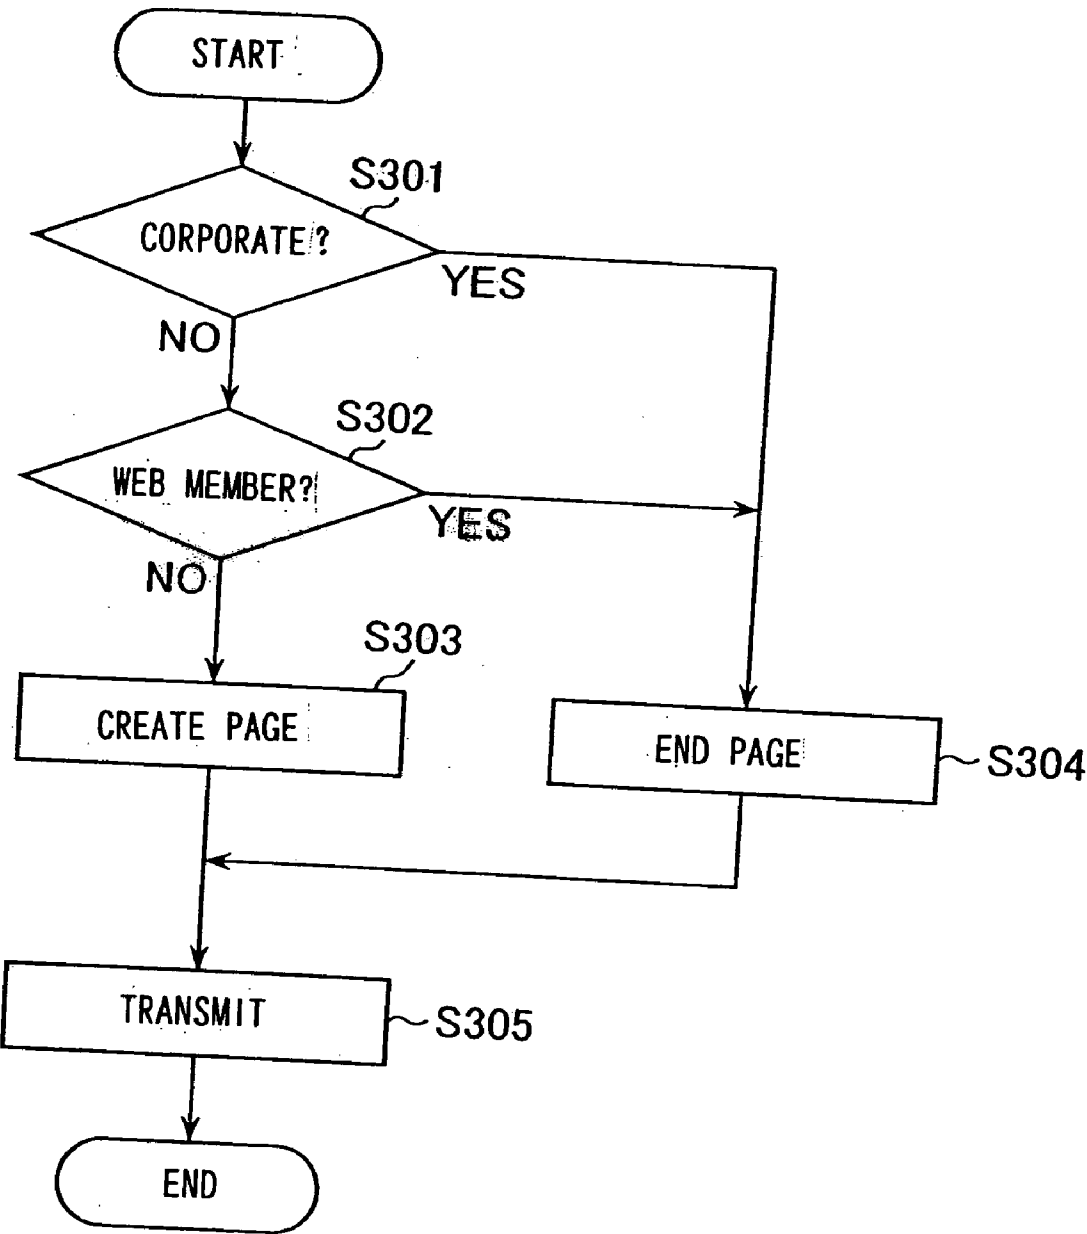 START
S301
CORPORATE?
YES
NO
S302
WEB MEMBER?
YES
NO
S303
CREATE PAGE
END PAGE
S304
TRANSMIT
S305
END